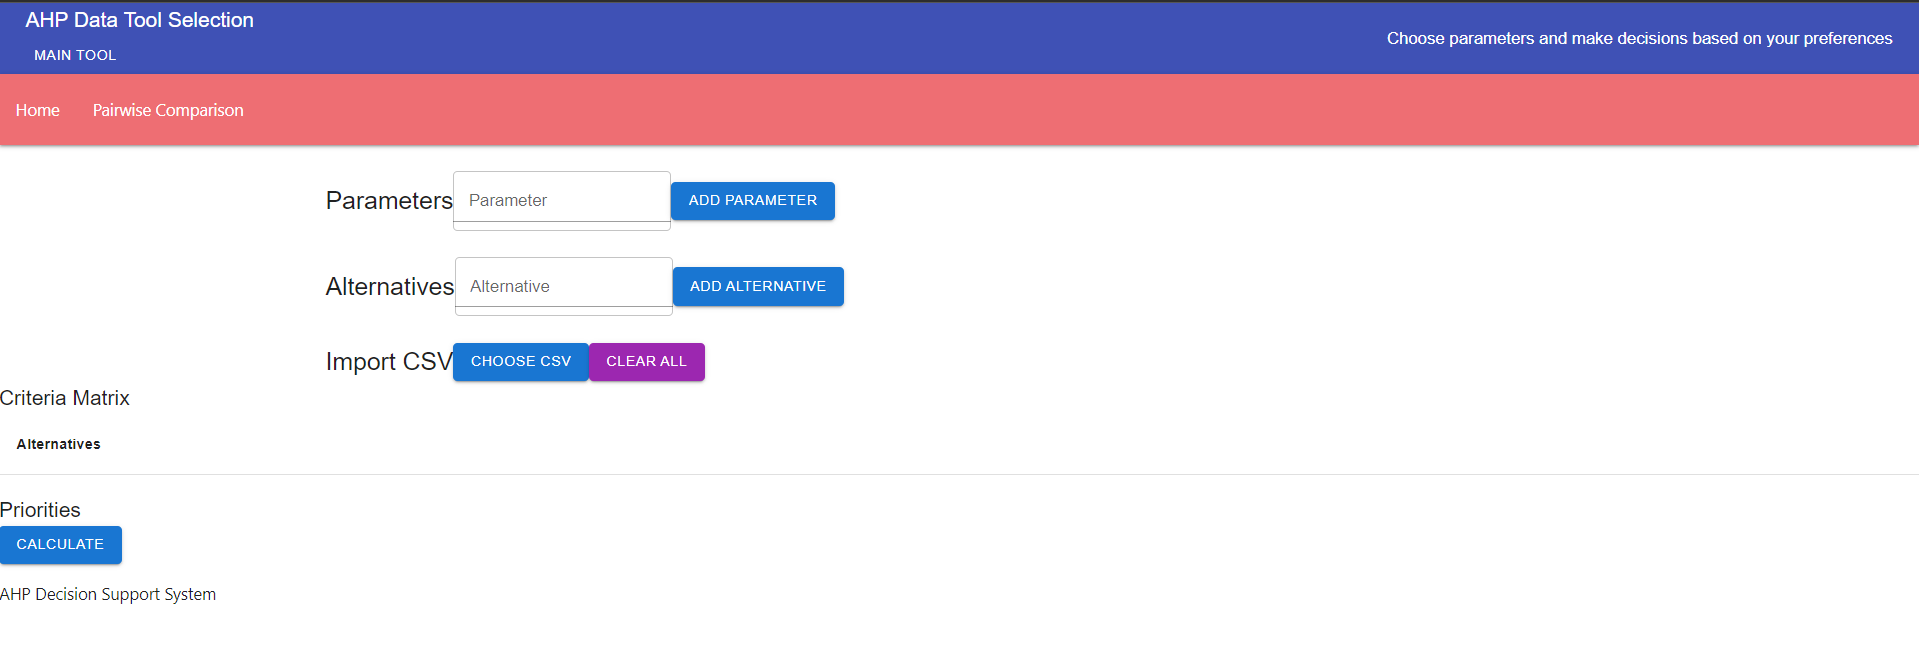 AHP Data Tool Selection
MAIN TOOL
Choose parameters and make decisions based on your preferences
Home
Pairwise Comparison
Parameters
Parameter
ADD PARAMETER
Alternatives
Alternative
ADD ALTERNATIVE
Import CSV
CHOOSE CSV
CLEAR ALL
Criteria Matrix
Alternatives
Priorities
CALCULATE
AHP Decision Support System